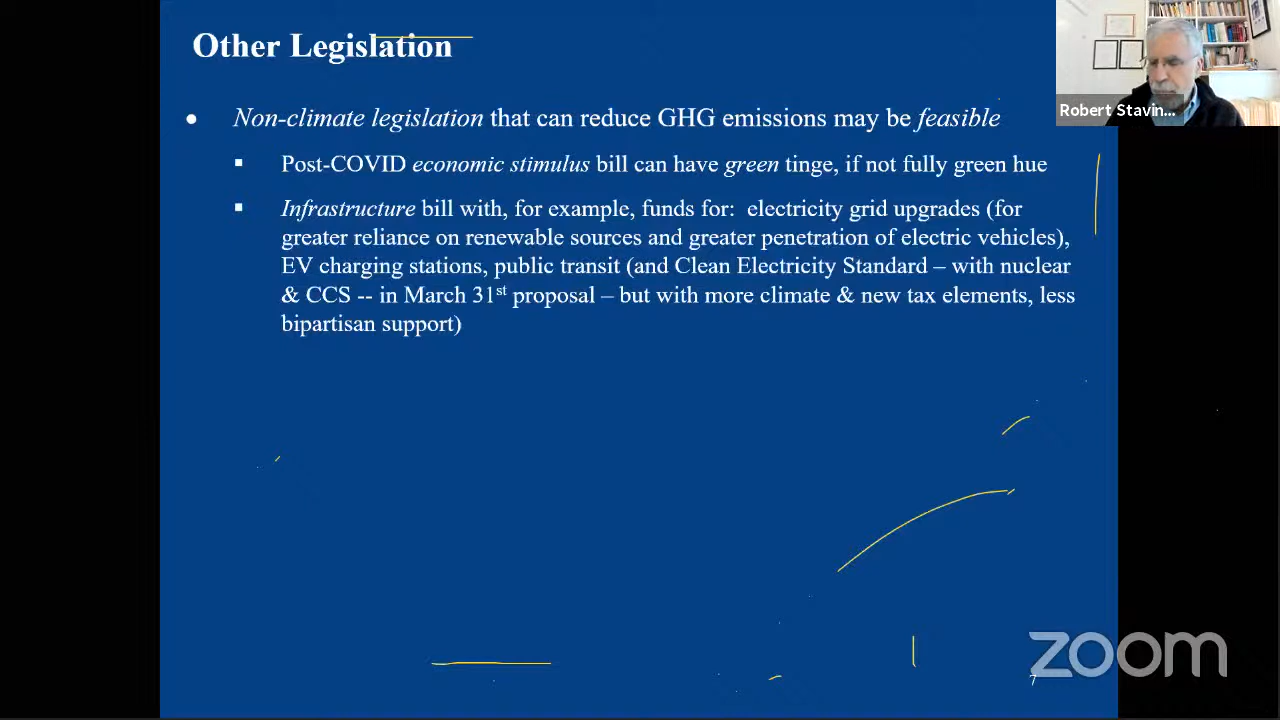 Other Legislation
Robert Stavin...
● Non-climate legislation that can reduce GHG emissions may be feasible
▪ Post-COVID economic stimulus bill can have green tinge, if not fully green hue
▪ Infrastructure bill with, for example, funds for: electricity grid upgrades (for
greater reliance on renewable sources and greater penetration of electric vehicles),
EV charging stations, public transit (and Clean Electricity Standard – with nuclear
& CCS -- in March 31st proposal – but with more climate & new tax elements, less
bipartisan support)
zoom
7